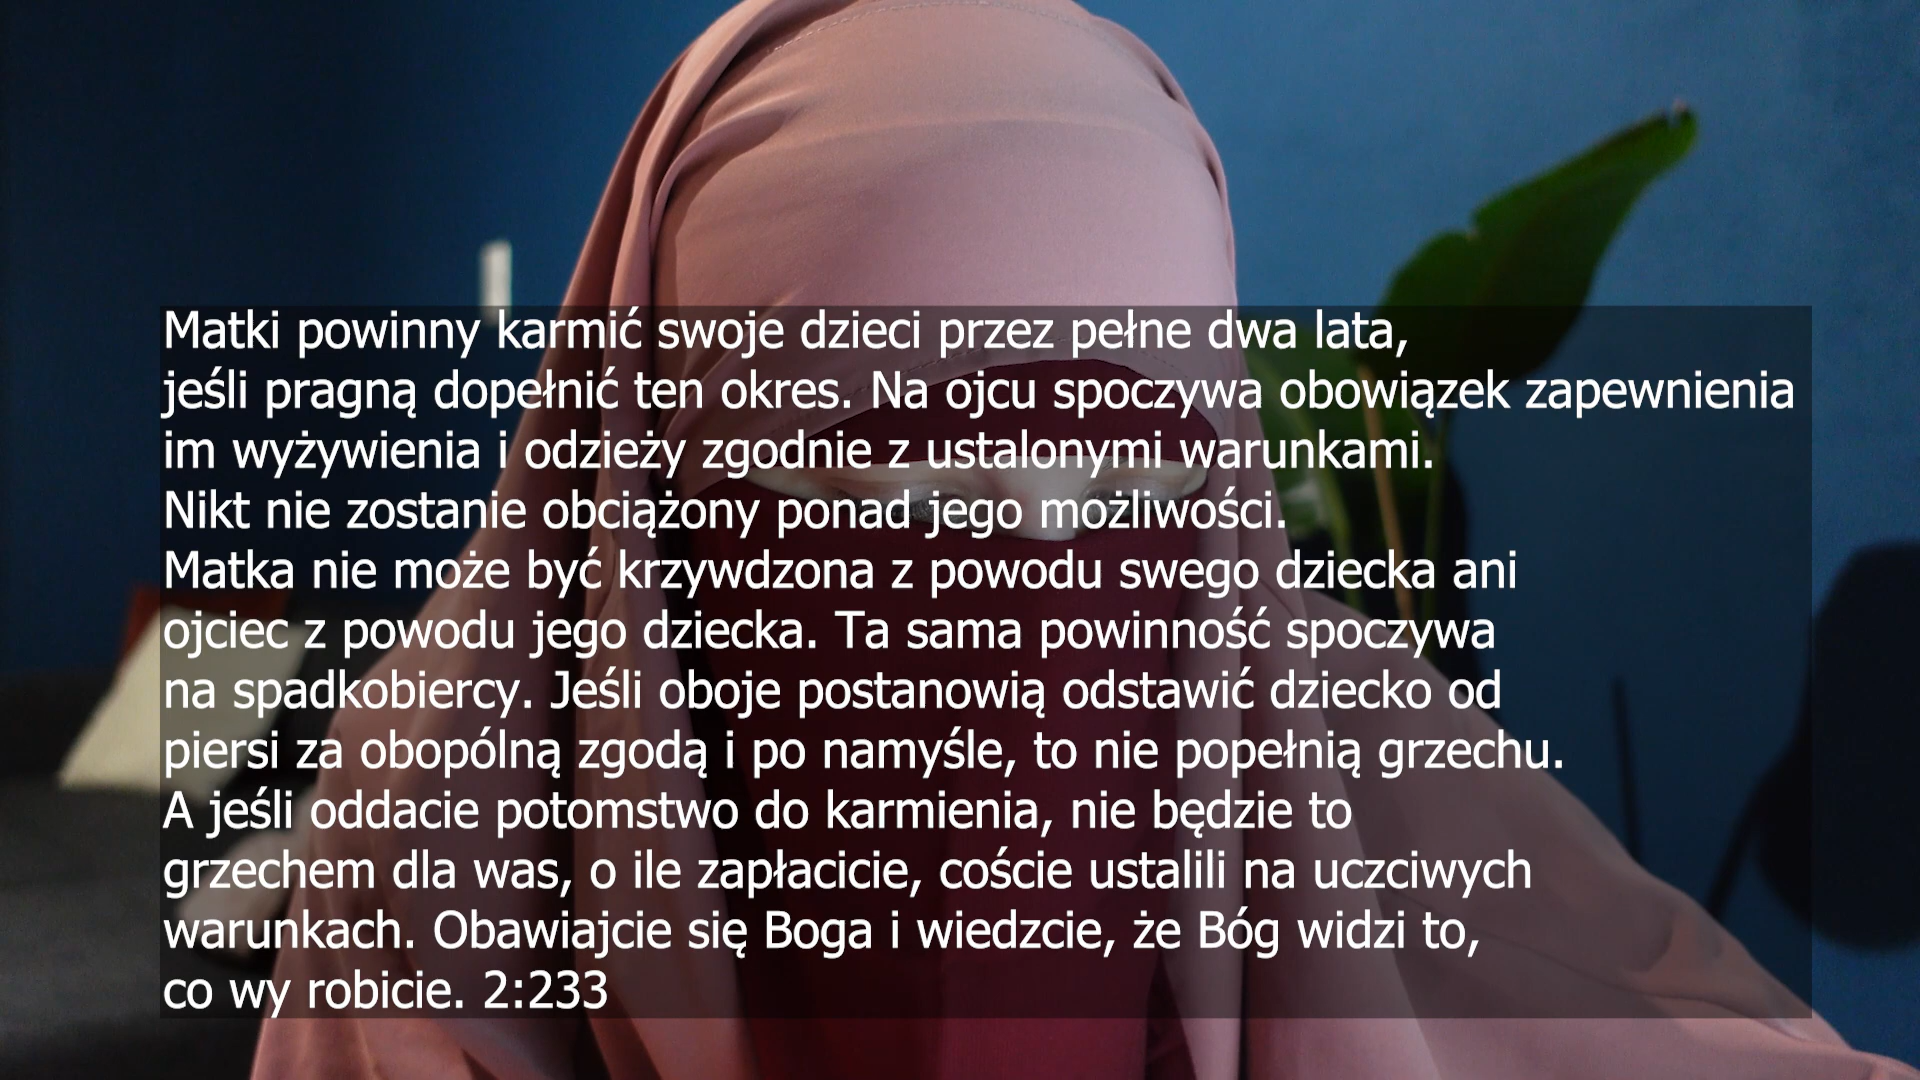 Matki powinny karmić swoje dzieci przez pełne dwa lata,
jeśli pragną dopełnić ten okres. Na ojcu spoczywa obowiązek zapewnienia
im wyżywienia i odzieży zgodnie z ustalonymi warunkami.
Nikt nie zostanie obciążony ponad jego możliwości.
Matka nie może być krzywdzona z powodu swego dziecka ani
ojciec z powodu jego dziecka. Ta sama powinność spoczywa
na spadkobiercy. Jeśli oboje postanowią odstawić dziecko od
piersi za obopólną zgodą i po namyśle, to nie popełnią grzechu.
A jeśli oddacie potomstwo do karmienia, nie będzie to
grzechem dla was, o ile zapłacicie, coście ustalili na uczciwych
warunkach. Obawiajcie się Boga i wiedzcie, że Bóg widzi to,
co wy robicie. 2:233